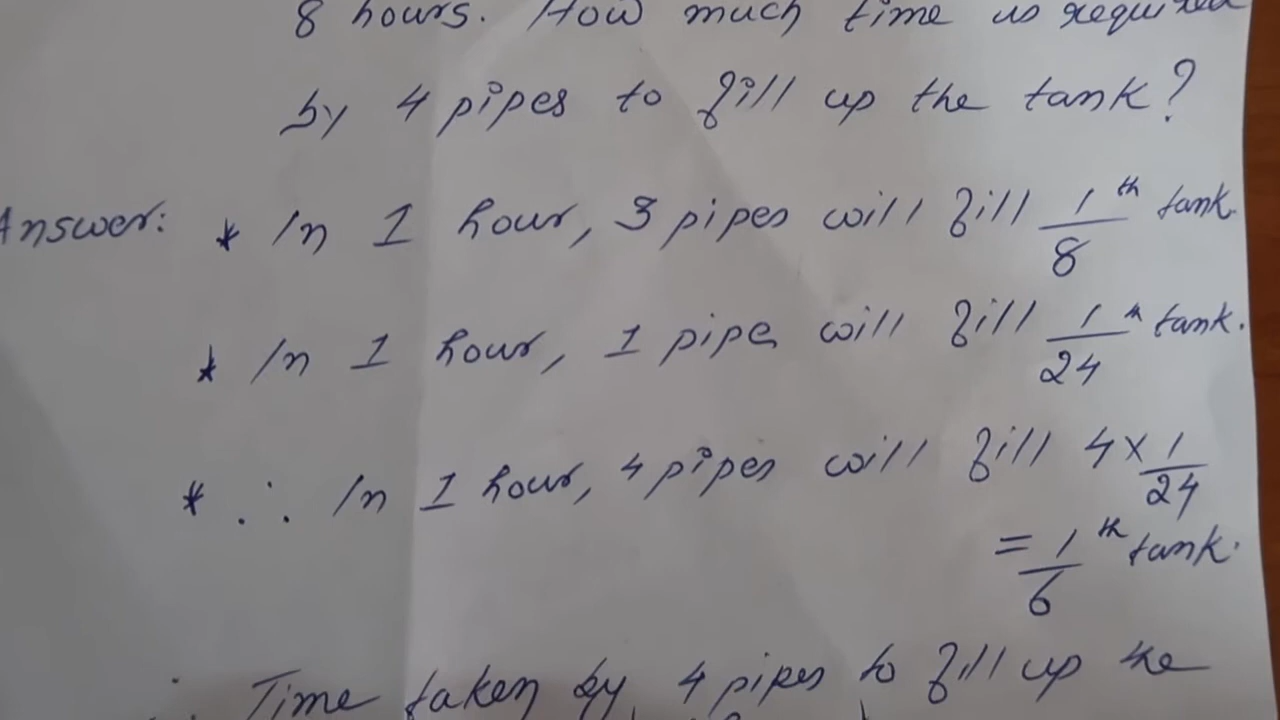 8 hours. How much time is required
by 4 pipes to fill up the tank?
Answer: * In 1 hour, 3 pipes will fill 1/8 th tank.
* In 1 hour, 1 pipe will fill 1/24 th tank.
* ∴ In 1 hour, 4 pipes will fill 4 × 1/24
= 1/6 th tank.
∴ Time taken by 4 pipes to fill up the